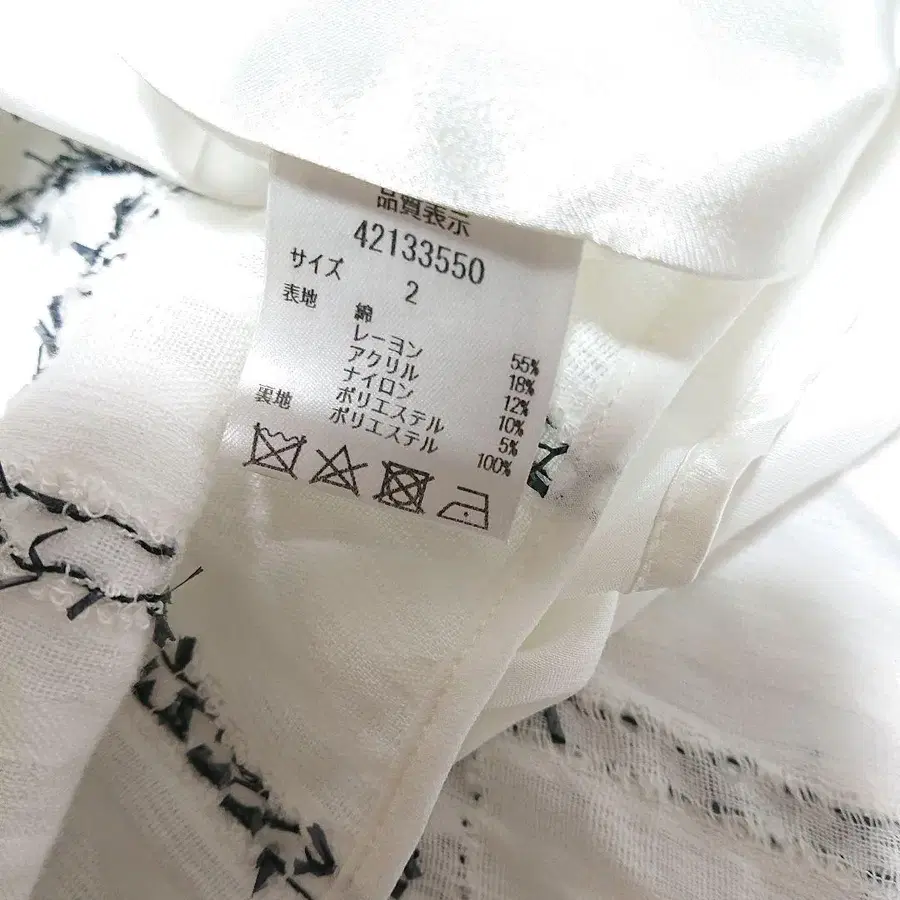 品質表示
42133550
サイズ 2
表地 綿 55%
レーヨン 18%
アクリル 12%
ナイロン 10%
ポリエステル 5%
裏地 ポリエステル 100%